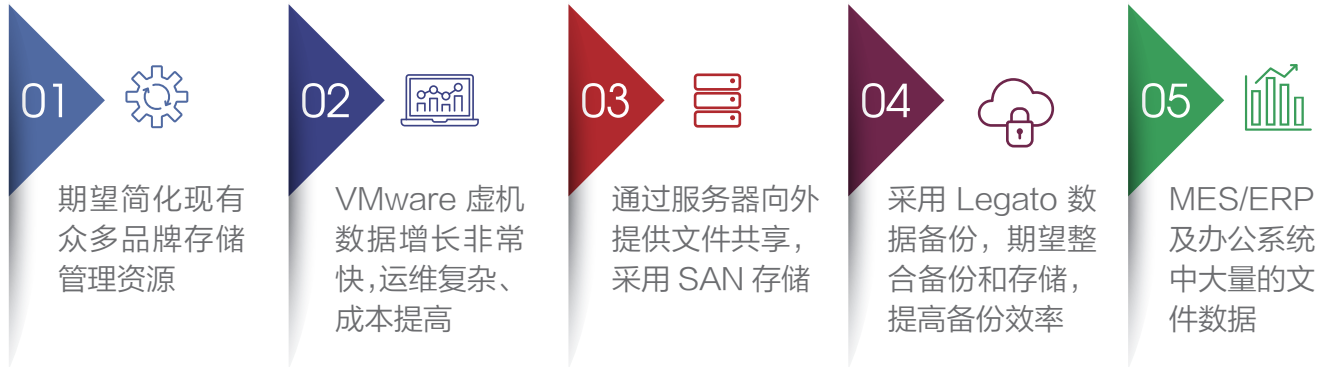 01
期望简化现有
众多品牌存储
管理资源
02
VMware 虚机
数据增长非常
快，运维复杂、
成本提高
03
通过服务器向外
提供文件共享，
采用 SAN 存储
04
采用 Legato 数
据备份，期望整
合备份和存储，
提高备份效率
05
MES/ERP
及办公系统
中大量的文
件数据